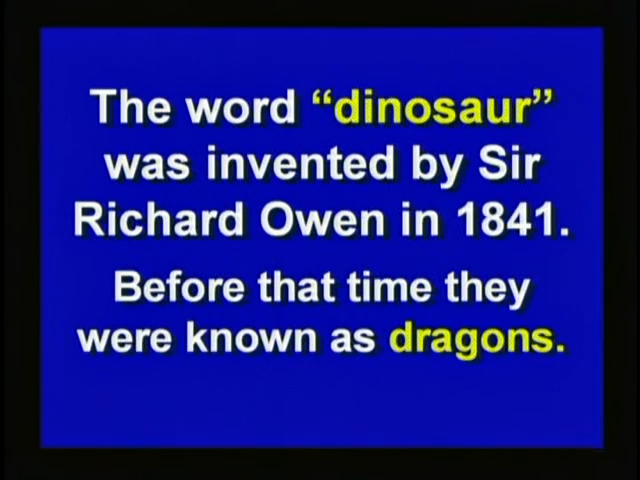 The word “dinosaur”
was invented by Sir
Richard Owen in 1841.
Before that time they
were known as dragons.